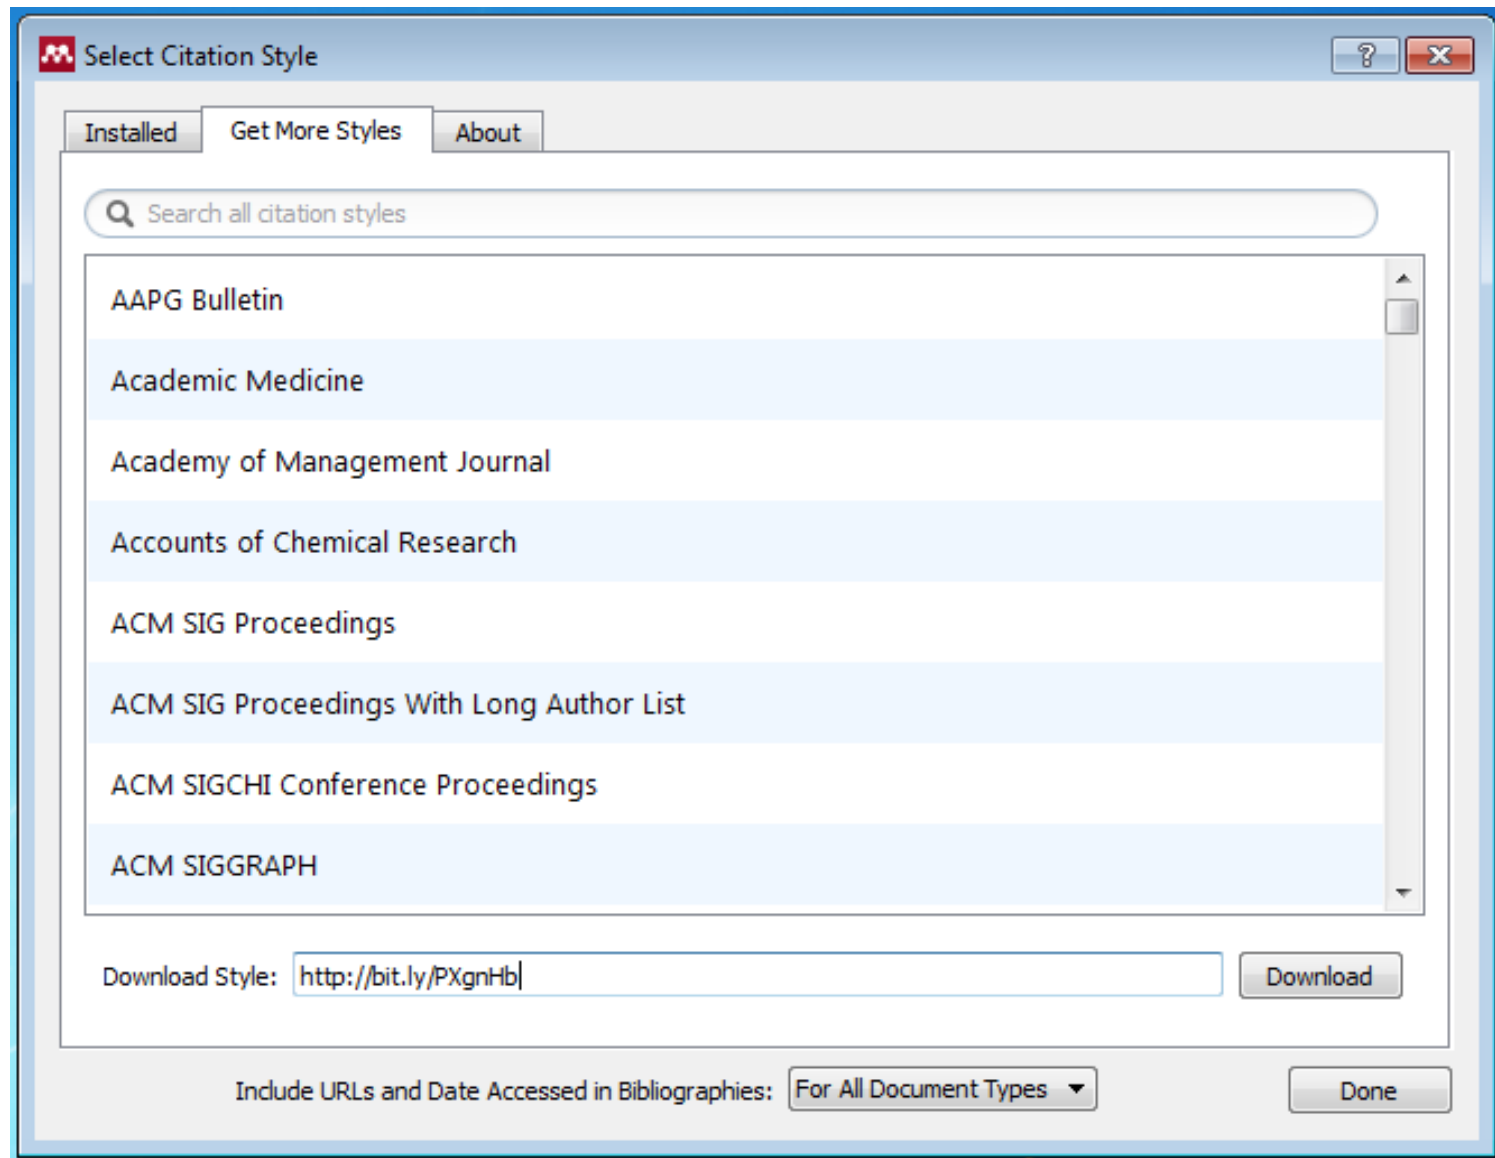 Select Citation Style
?
Installed
Get More Styles
About
Search all citation styles
AAPG Bulletin
Academic Medicine
Academy of Management Journal
Accounts of Chemical Research
ACM SIG Proceedings
ACM SIG Proceedings With Long Author List
ACM SIGCHI Conference Proceedings
ACM SIGGRAPH
Download Style: http://bit.ly/PXgnHb Download
Include URLs and Date Accessed in Bibliographies: For All Document Types Done